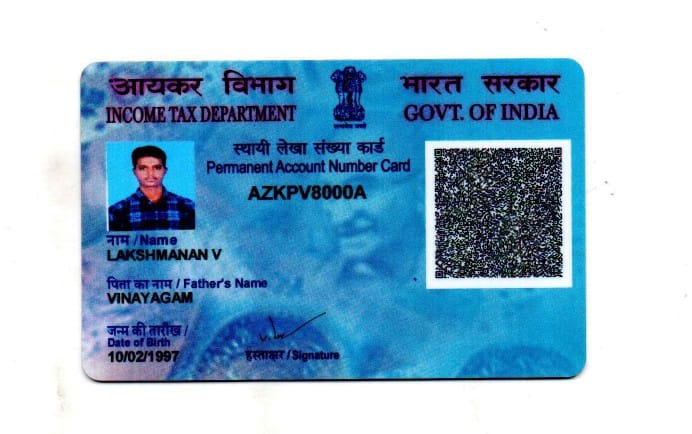 आयकर विभाग
INCOME TAX DEPARTMENT
भारत सरकार
GOVT. OF INDIA
स्थायी लेखा संख्या कार्ड
Permanent Account Number Card
AZKPV8000A
नाम /Name
LAKSHMANAN V
पिता का नाम / Father's Name
VINAYAGAM
जन्म की तारीख /
Date of Birth
10/02/1997
हस्ताक्षर / Signature